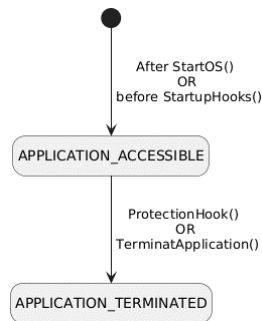 After StartOS()
OR
before StartupHooks()
APPLICATION_ACCESSIBLE
ProtectionHook()
OR
TerminatApplication()
APPLICATION_TERMINATED